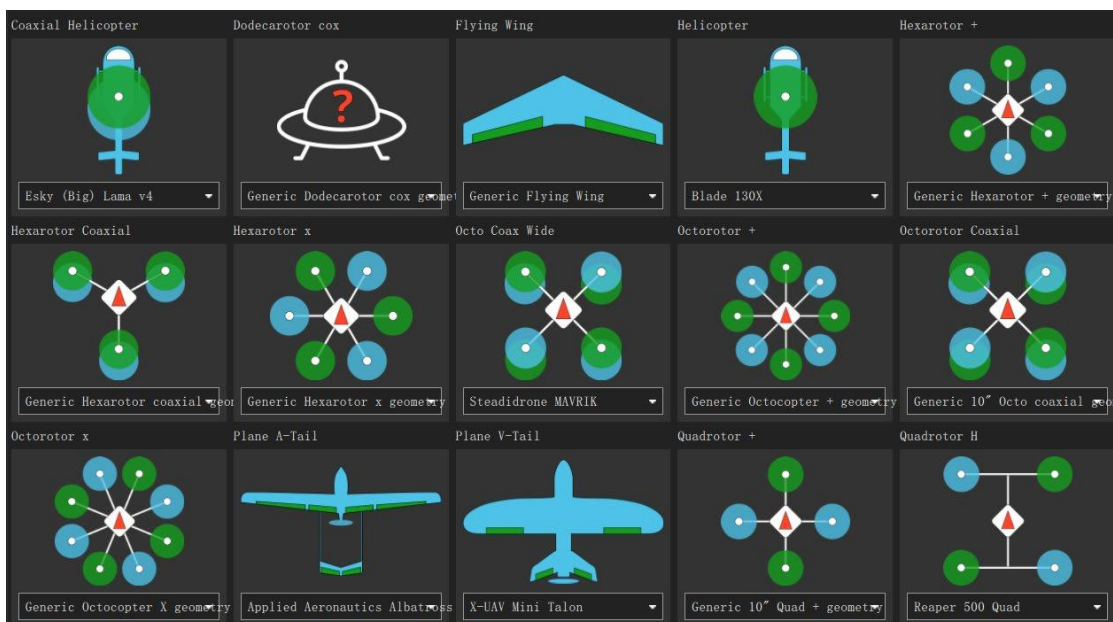 Coaxial Helicopter
Dodecarotor cox
Flying Wing
Helicopter
Hexarotor +
?
Esky (Big) Lama v4
Generic Dodecarotor cox geomet
Generic Flying Wing
Blade 130X
Generic Hexarotor + geometry
Hexarotor Coaxial
Hexarotor x
Octo Coax Wide
Octorotor +
Octorotor Coaxial
Generic Hexarotor coaxial geom
Generic Hexarotor x geometry
Steadidrone MAVRIK
Generic Octocopter + geometry
Generic 10" Octo coaxial geo
Octorotor x
Plane A-Tail
Plane V-Tail
Quadrotor +
Quadrotor H
Generic Octocopter X geometry
Applied Aeronautics Albatross
X-UAV Mini Talon
Generic 10" Quad + geometry
Reaper 500 Quad